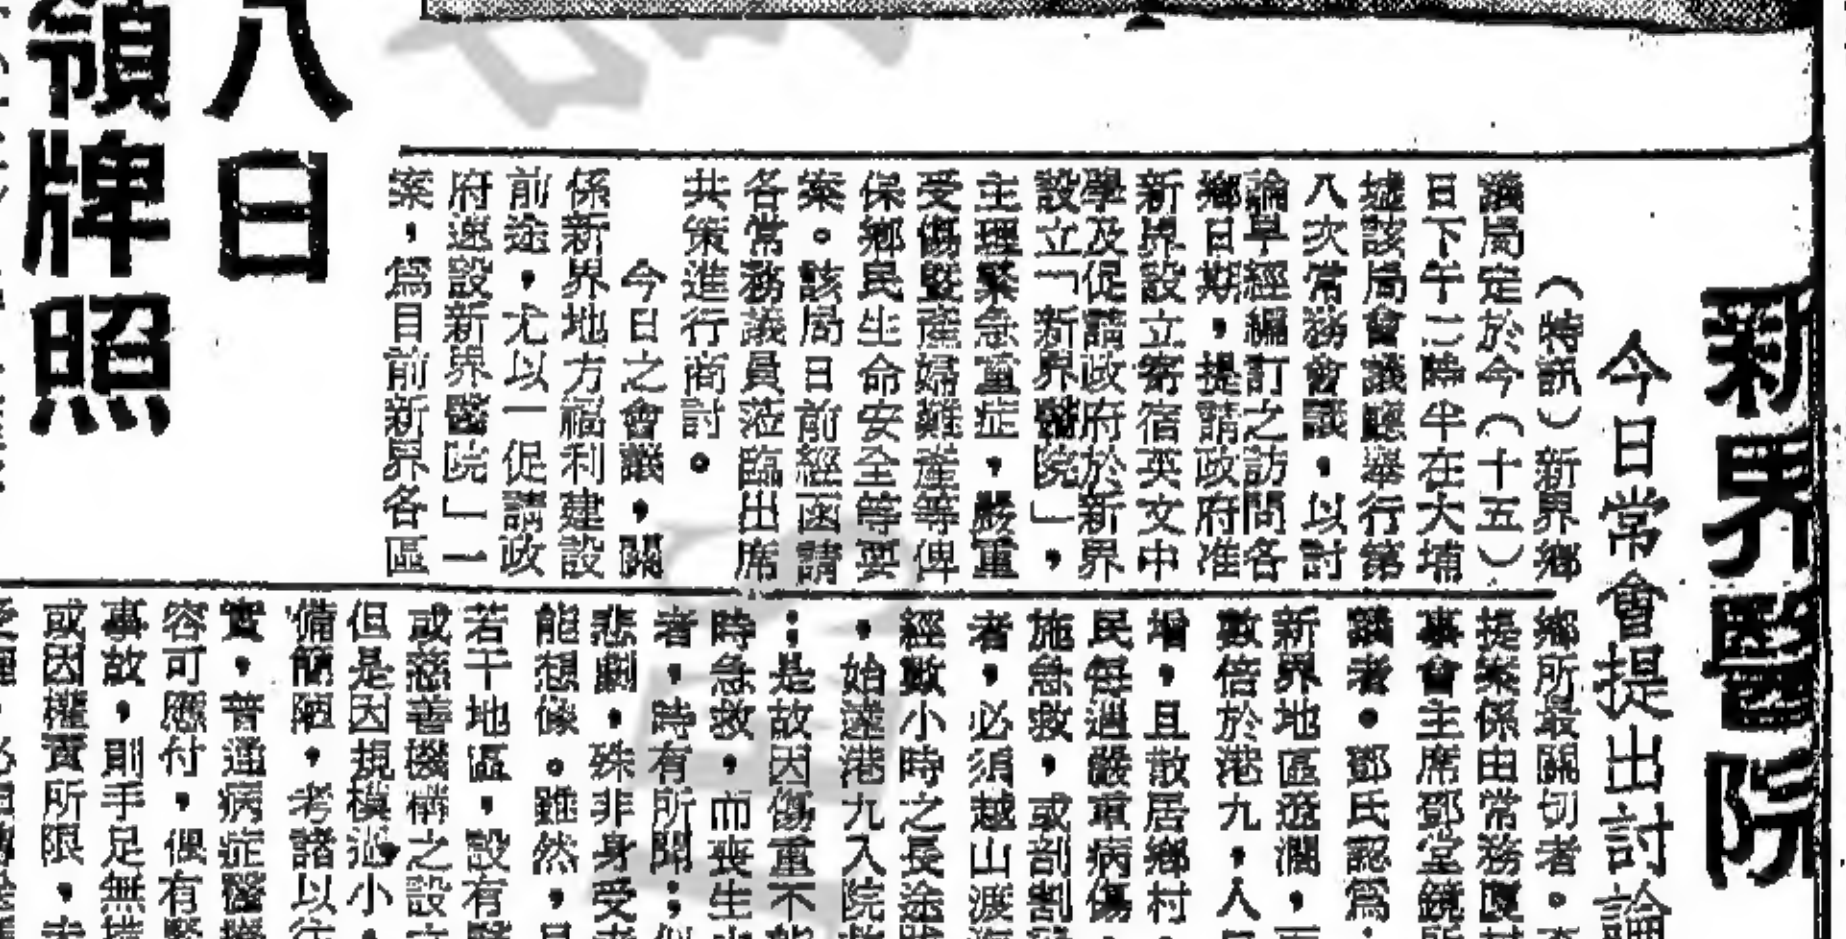 新界醫院
今日常會提出討論
（特訊）新界鄉
議局定於今（十五）
日下午二時半在大埔
墟該局會議廳舉行第
八次常務會議，以討
論早經編訂之訪問各
鄉日期，提請政府准
新界設立寄宿英文中
學及促請政府於新界
設立「新界醫院」，
主理緊急重症，嚴重
受傷暨產婦難產等俾
保鄉民生命安全等要
案。該局日前經函請
各常務議員蒞臨出席
共策進行商討。
今日之會議，關
係新界地方福利建設
前途，尤以一促請政
府速設新界醫院」一
案，爲目前新界各區
鄉所最關切者。查
提案係由常務廈村
事會主席鄧堂鏡所
議者。鄧氏認爲：
新界地區遼濶，而
數倍於港九，人
增，且散居鄉村
民每遇嚴重病傷
施急救，或剖割
者，必須越山渡海
經數小時之長途
，始達港九入院
：是故因傷重不能
時急救，而喪生
者，時有所聞；
悲劇，殊非身受者
能想像。雖然，
若干地區，設有醫
或慈善機構之設立
但是因規模過小，
備簡陋，考諸以往
實，普通病症醫
容可應付，偶有緊
事故，則手足無措
或因權責所限，未
八日
領牌照